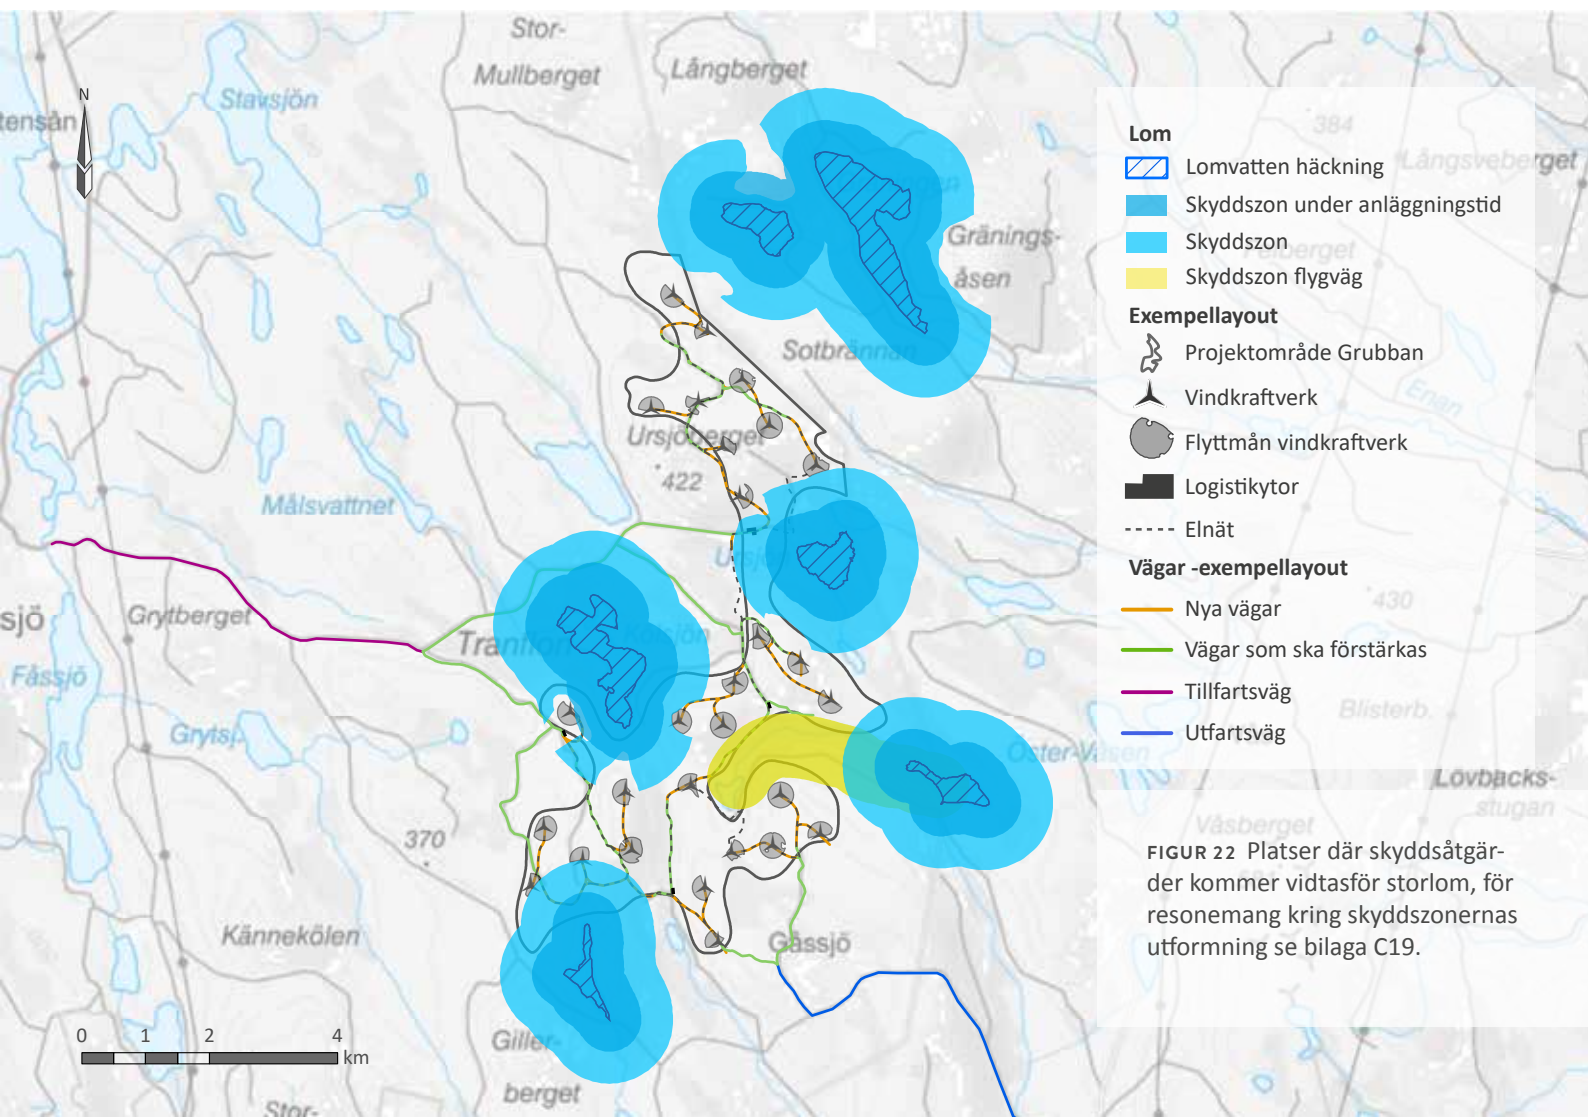 Stor-
Mullberget
Långberget
Stavsjön
tensån
N
Gränings-
åsen
Sotbrännan
Ursjöberget
422
Målsvattnet
Grytberget
sjö
Fåssjö
Grytsj.
370
Kännekölen
Gässjö
Giller-
berget
Stor-
Öster-Våsen
0 1 2 4
km
384
Långsveberget
Enan
430
Blisterb.
Lövbacks-
stugan
Våsberget
Lom
Lomvatten häckning
Skyddszon under anläggningstid
Skyddszon
Skyddszon flygväg
Exempellayout
Projektområde Grubban
Vindkraftverk
Flyttmån vindkraftverk
Logistikytor
Elnät
Vägar -exempellayout
Nya vägar
Vägar som ska förstärkas
Tillfartsväg
Utfartsväg
FIGUR 22 Platser där skyddsåtgär-
der kommer vidtasför storlom, för
resonemang kring skyddszonernas
utformning se bilaga C19.